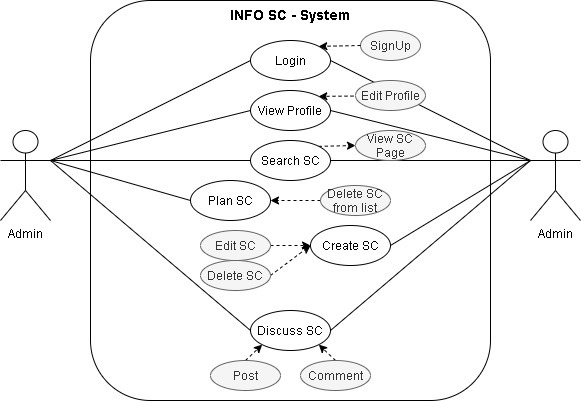 INFO SC - System
SignUp
Login
Edit Profile
View Profile
View SC
Page
Search SC
Delete SC
from list
Plan SC
Admin
Admin
Edit SC
Create SC
Delete SC
Discuss SC
Post
Comment